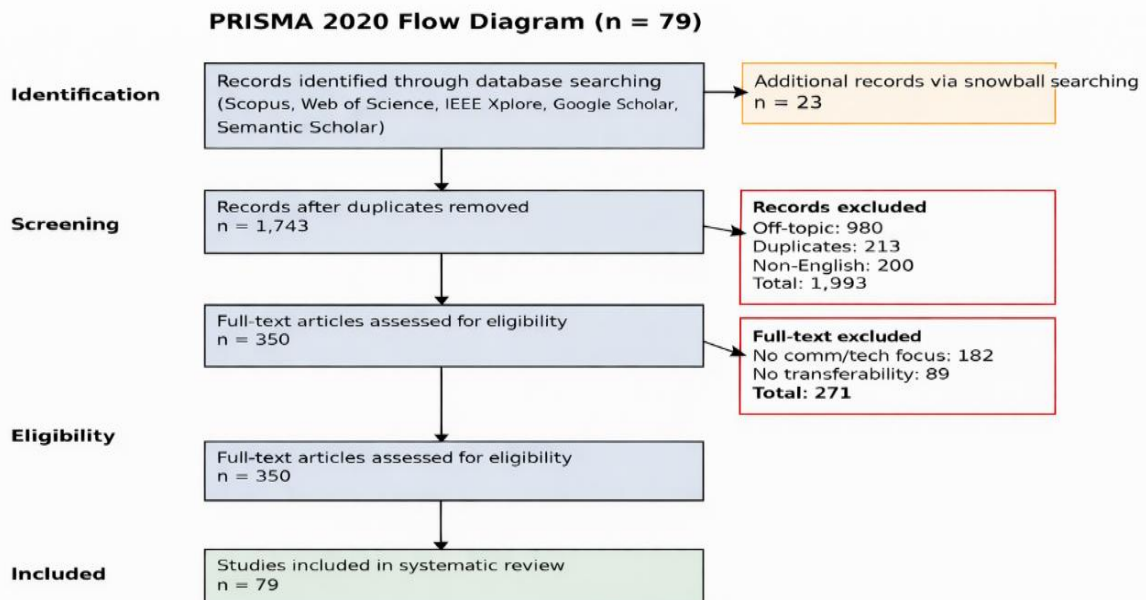 PRISMA 2020 Flow Diagram (n = 79)
Identification
Records identified through database searching
(Scopus, Web of Science, IEEE Xplore, Google Scholar,
Semantic Scholar)
Additional records via snowball searching
n = 23
Screening
Records after duplicates removed
n = 1,743
Records excluded
Off-topic: 980
Duplicates: 213
Non-English: 200
Total: 1,993
Full-text articles assessed for eligibility
n = 350
Full-text excluded
No comm/tech focus: 182
No transferability: 89
Total: 271
Eligibility
Full-text articles assessed for eligibility
n = 350
Included
Studies included in systematic review
n = 79